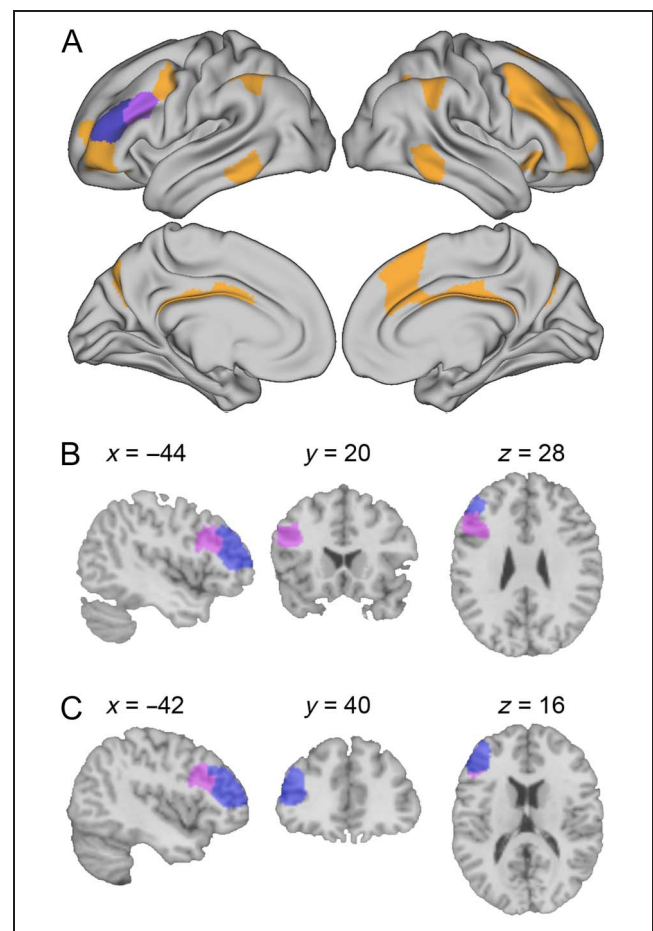 A
B x = –44 y = 20 z = 28
C x = –42 y = 40 z = 16